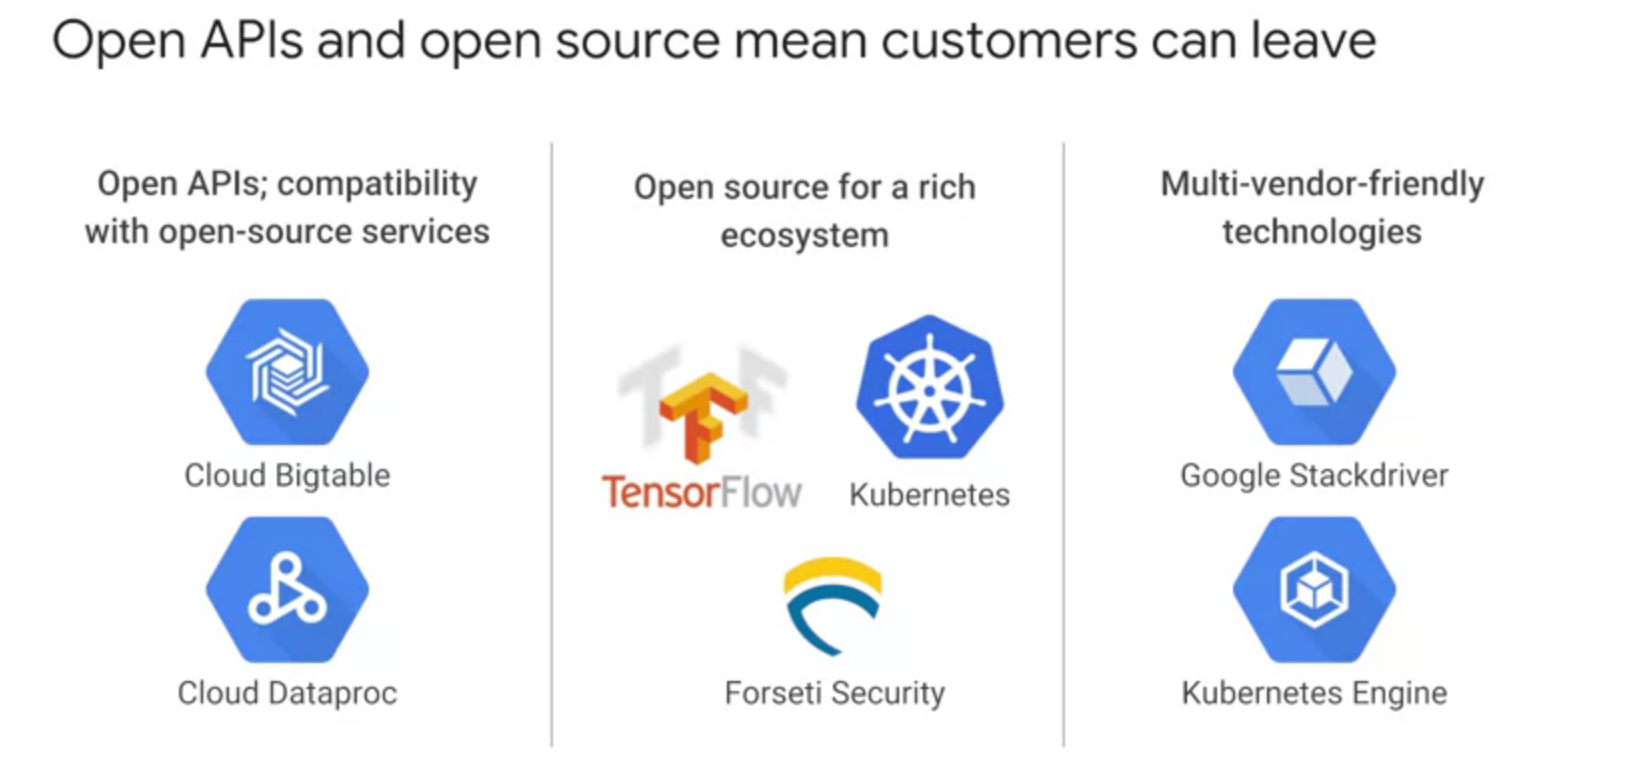 Open APIs and open source mean customers can leave
Open APIs; compatibility
with open-source services
Cloud Bigtable
Cloud Dataproc
Open source for a rich
ecosystem
TF
TensorFlow
Kubernetes
Forseti Security
Multi-vendor-friendly
technologies
Google Stackdriver
Kubernetes Engine